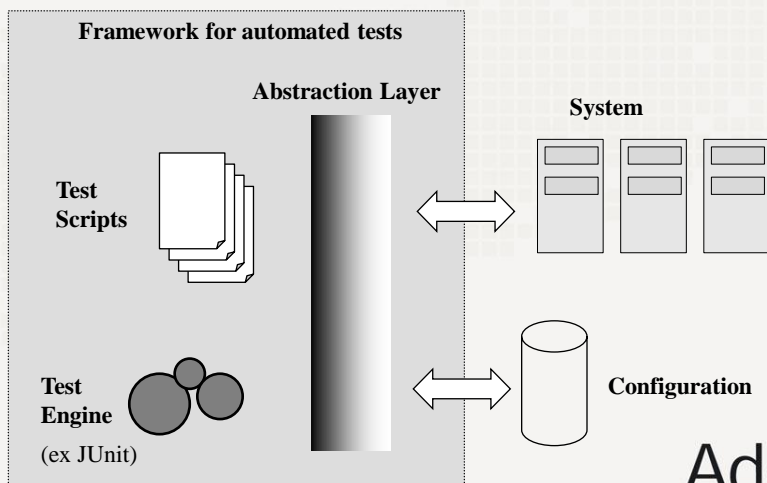 Framework for automated tests
Abstraction Layer
System
Test
Scripts
Test
Engine
(ex JUnit)
Configuration
Ad